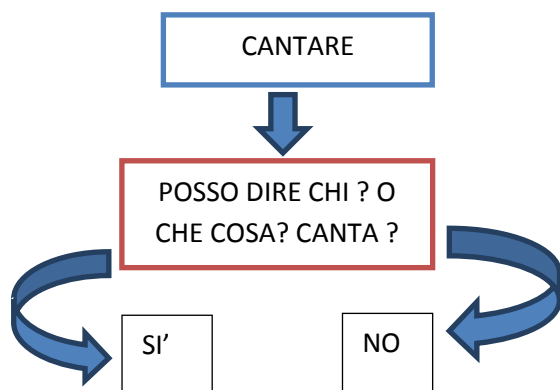 CANTARE
POSSO DIRE CHI ? O
CHE COSA? CANTA ?
SI’
NO